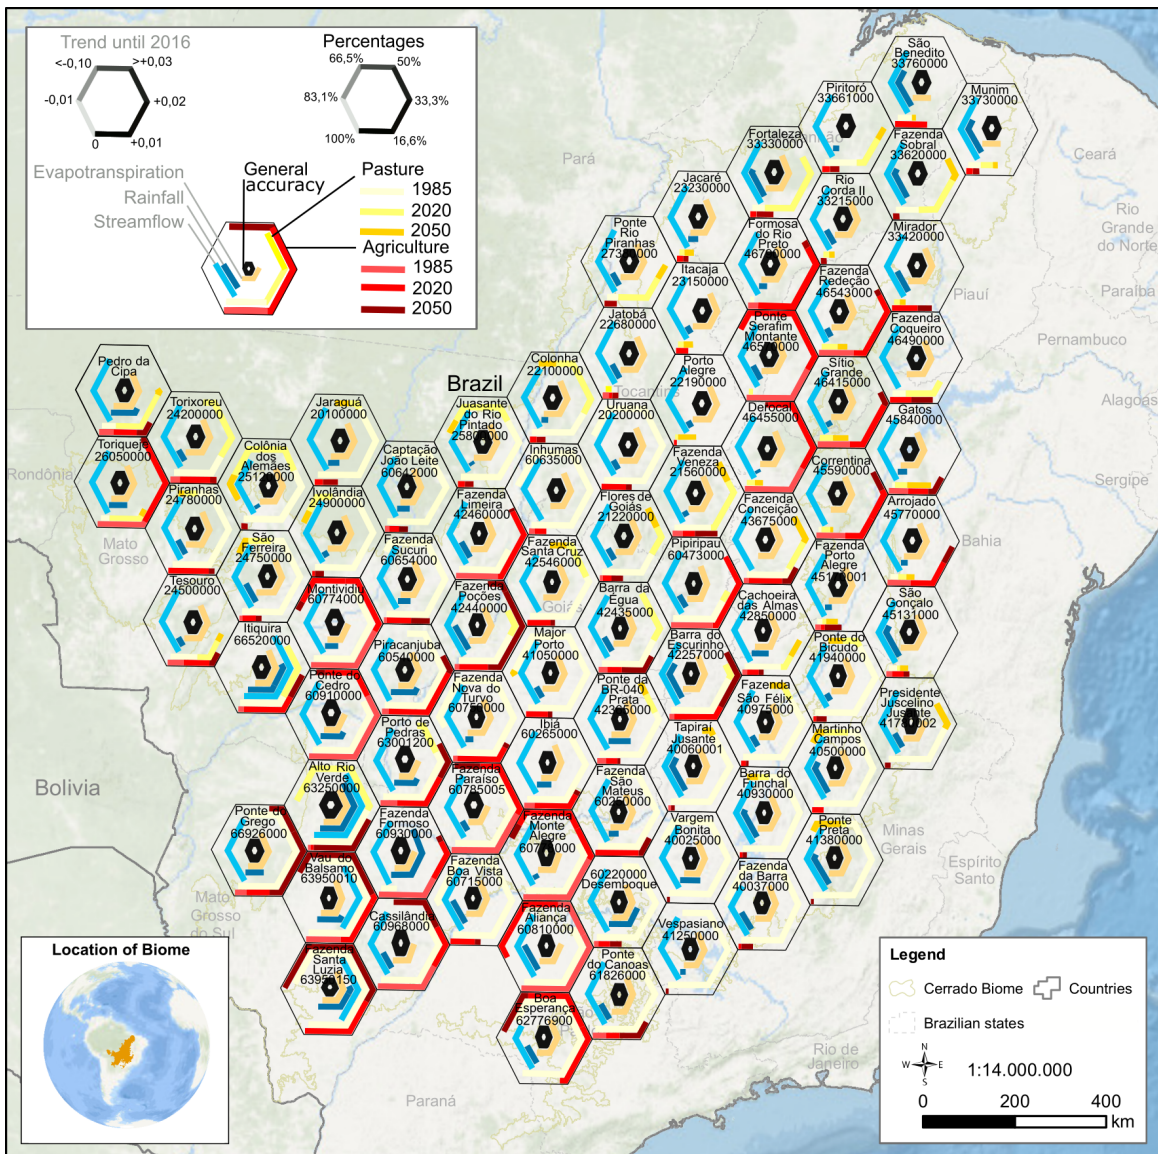 Trend until 2016
<-0,10
>+0,03
-0,01
+0,02
0
+0,01
Percentages
66,5%
50%
83,1%
33,3%
100%
16,6%
Evapotranspiration
Rainfall
Streamflow
General
accuracy
Pasture
1985
2020
2050
Agriculture
1985
2020
2050
Brazil
Bolivia
Pará
Ceará
Rio
Grande
do Norte
Paraíba
Pernambuco
Alagoas
Sergipe
Piauí
Bahia
Tocantins
Goiás
Rondônia
Mato
Grosso
Mato
Grosso
do Sul
Minas
Gerais
Espírito
Santo
Rio de
Janeiro
Paraná
São
Benedito
33760000
Piritoró
33661000
Munim
33730000
Fortaleza
33330000
Fazenda
Sobral
33620000
Jacaré
23230000
Rio
Corda II
33215000
Ponte
Rio
Piranhas
Formosa
do Rio
Preto
Mirador
33420000
Itacaja
23150000
Fazenda
Redeção
46543000
Jatobá
22680000
Ponte
Serafim
Montante
Fazenda
Coqueiro
46490000
Pedro da
Cipa
Colonha
22100000
Porto
Alegre
22190000
Sítio
Grande
46415000
Torixoreu
24200000
Jaraguá
20100000
Juasante
do Rio
Pintado
Uruana
20200000
Derocal
46455000
Gatos
45840000
Toriqueje
26050000
Colônia
dos
Alemães
Captação
João Leite
60642000
Inhumas
60635000
Fazenda
Veneza
21560000
Correntina
45590000
Piranhas
24780000
Ivolândia
24900000
Fazenda
Limeira
42460000
Flores de
Goiás
21220000
Fazenda
Conceição
43675000
Arrojado
45770000
São
Ferreira
24750000
Fazenda
Sucuri
60654000
Fazenda
Santa Cruz
42546000
Pipiripau
60473000
Fazenda
Porto
Alegre
Tesouro
24500000
Montividiu
60774000
Fazenda
Poções
42440000
Barra da
Égua
42435000
Cachoeira
das Almas
42850000
São
Gonçalo
45131000
Itiquira
66520000
Piracanjuba
60540000
Major
Porto
41050000
Barra do
Escurinho
42257000
Ponte do
Bicudo
41940000
Ponte do
Cedro
60910000
Fazenda
Nova do
Turvo
Ponte da
BR-040
Prata
Fazenda
São Félix
40975000
Presidente
Juscelino
Porto de
Pedras
63001200
Ibiá
60265000
Tapiraí
Jusante
40060001
Martinho
Campos
40500000
Alto Rio
Verde
63250000
Fazenda
Paraíso
60785005
Fazenda
São
Mateus
60250000
Barra do
Funchal
40930000
Ponte do
Grego
66926000
Fazenda
Formoso
60930000
Fazenda
Monte
Alegre
Vargem
Bonita
40025000
Ponte
Preta
41380000
Vau do
Balsamo
63950010
Fazenda
Boa Vista
60715000
60220000
Desemboque
Fazenda
da Barra
40037000
Cassilândia
60968000
Fazenda
Aliança
60810000
Vespasiano
41250000
Fazenda
Santa
Luzia
Ponte
do Canoas
61826000
Boa
Esperança
62776900
Location of Biome
Legend
Cerrado Biome
Countries
Brazilian states
N
W
E
S
1:14.000.000
0
200
400
km